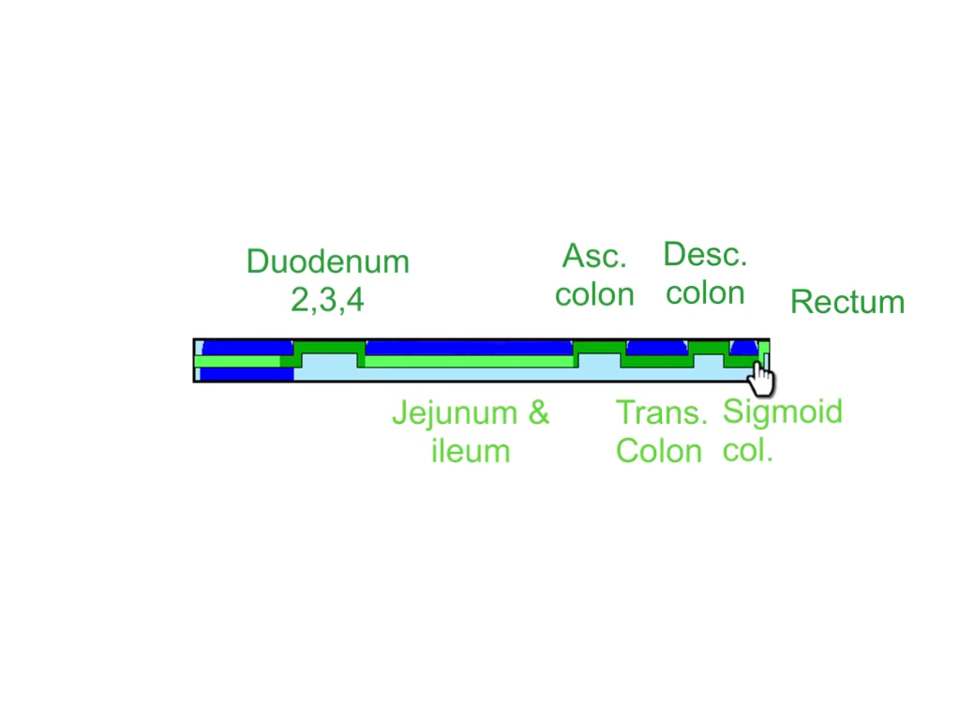 Duodenum
2,3,4
Asc.
colon
Desc.
colon
Rectum
Jejunum &
ileum
Trans.
Colon
Sigmoid
col.